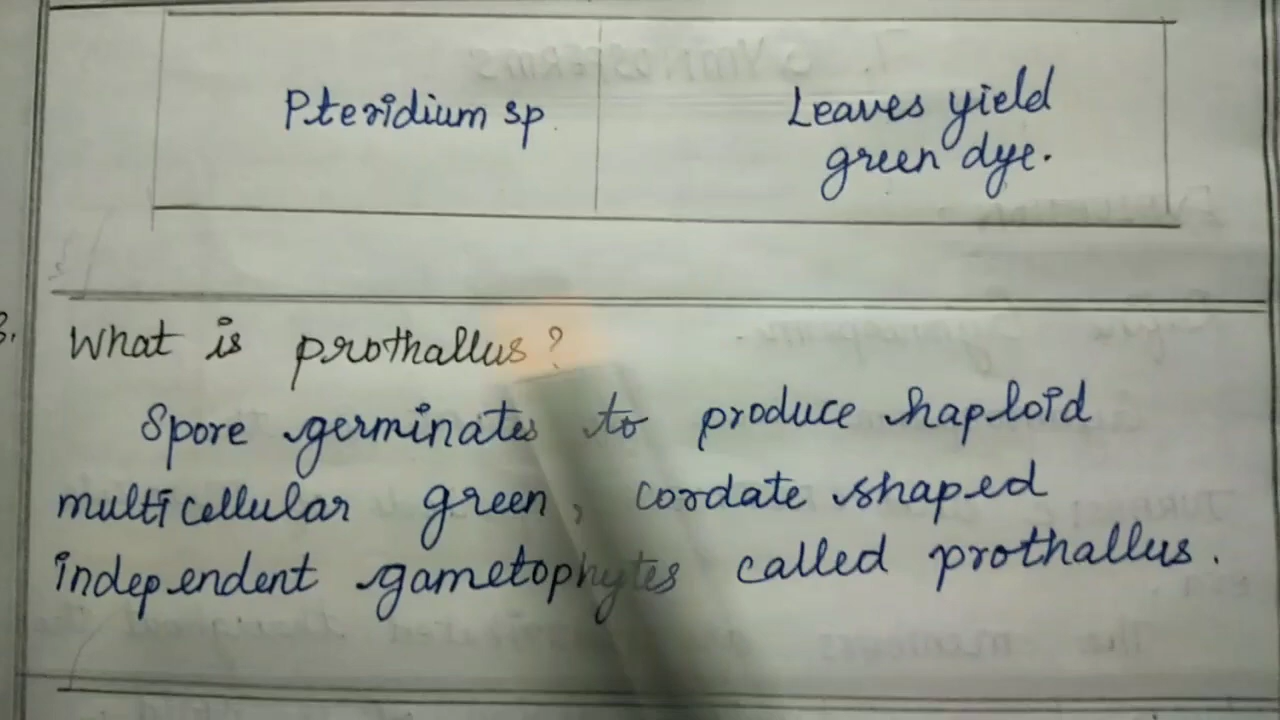 Pteridium sp.
Leaves yield
green dye.
3. What is prothallus?
Spore germinates to produce haploid
multicellular green, cordate shaped
independent gametophytes called prothallus.